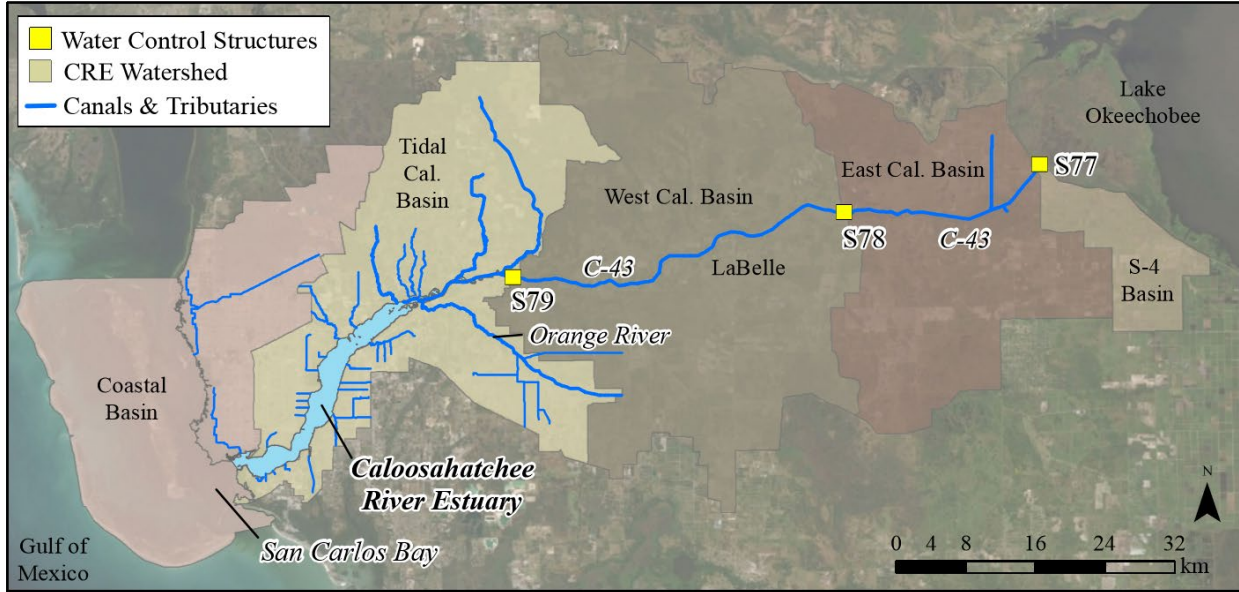 Water Control Structures
CRE Watershed
Canals & Tributaries
Lake
Okeechobee
Tidal
Cal.
Basin
East Cal. Basin
S77
West Cal. Basin
S78
C-43
LaBelle
C-43
S79
S-4
Basin
Orange River
Coastal
Basin
Caloosahatchee
River Estuary
San Carlos Bay
Gulf of
Mexico
N
0 4 8 16 24 32
km